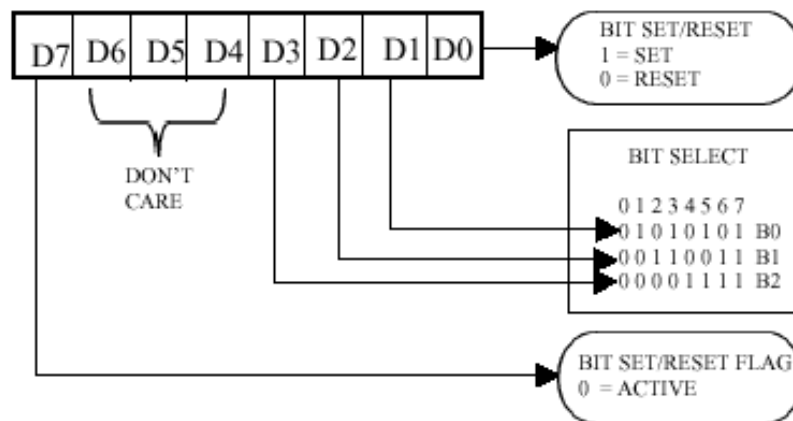 D7 D6 D5 D4 D3 D2 D1 D0
BIT SET/RESET
1 = SET
0 = RESET
DON'T
CARE
BIT SELECT
0 1 2 3 4 5 6 7
0 1 0 1 0 1 0 1 B0
0 0 1 1 0 0 1 1 B1
0 0 0 0 1 1 1 1 B2
BIT SET/RESET FLAG
0 = ACTIVE